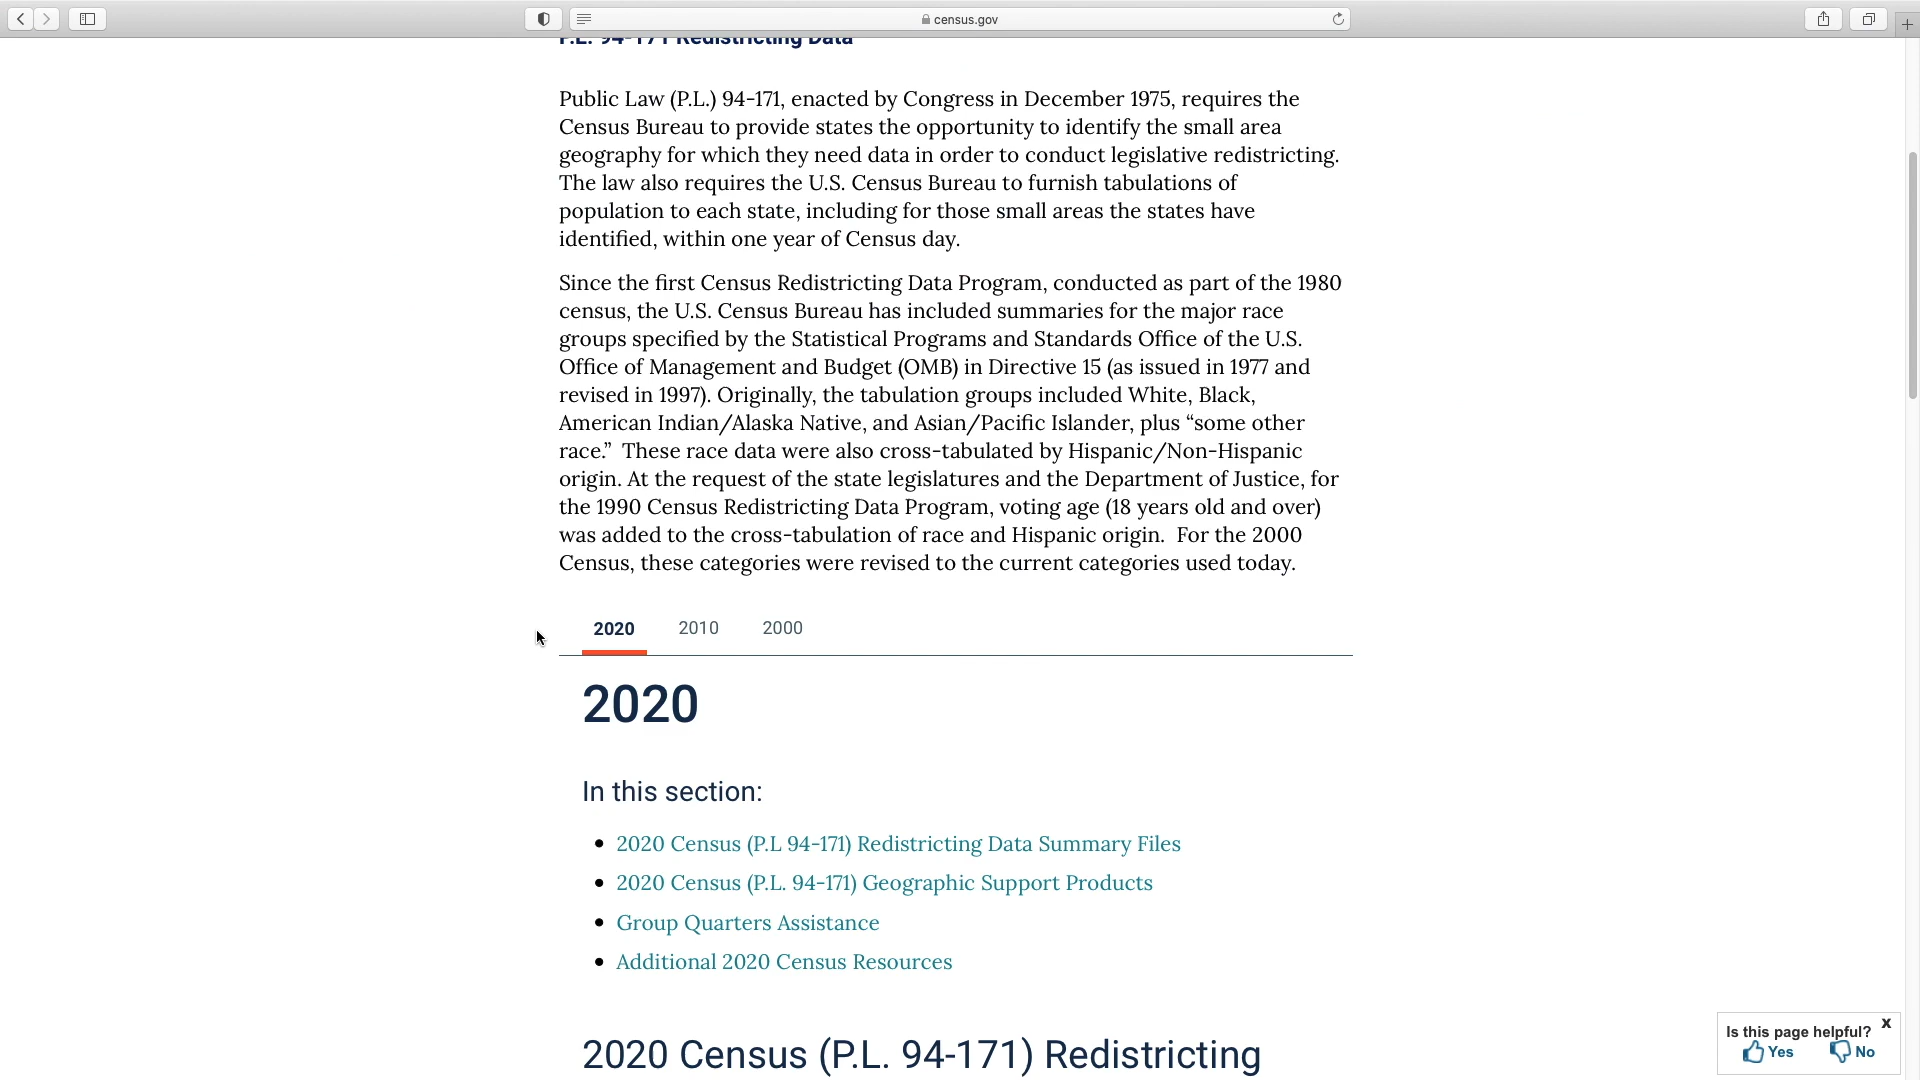 census.gov
P.L. 94-171 Redistricting Data
Public Law (P.L.) 94-171, enacted by Congress in December 1975, requires the
Census Bureau to provide states the opportunity to identify the small area
geography for which they need data in order to conduct legislative redistricting.
The law also requires the U.S. Census Bureau to furnish tabulations of
population to each state, including for those small areas the states have
identified, within one year of Census day.
Since the first Census Redistricting Data Program, conducted as part of the 1980
census, the U.S. Census Bureau has included summaries for the major race
groups specified by the Statistical Programs and Standards Office of the U.S.
Office of Management and Budget (OMB) in Directive 15 (as issued in 1977 and
revised in 1997). Originally, the tabulation groups included White, Black,
American Indian/Alaska Native, and Asian/Pacific Islander, plus “some other
race.”  These race data were also cross-tabulated by Hispanic/Non-Hispanic
origin. At the request of the state legislatures and the Department of Justice, for
the 1990 Census Redistricting Data Program, voting age (18 years old and over)
was added to the cross-tabulation of race and Hispanic origin.  For the 2000
Census, these categories were revised to the current categories used today.
2020 2010 2000
2020
In this section:
2020 Census (P.L 94-171) Redistricting Data Summary Files
2020 Census (P.L. 94-171) Geographic Support Products
Group Quarters Assistance
Additional 2020 Census Resources
2020 Census (P.L. 94-171) Redistricting
Is this page helpful? X
Yes No